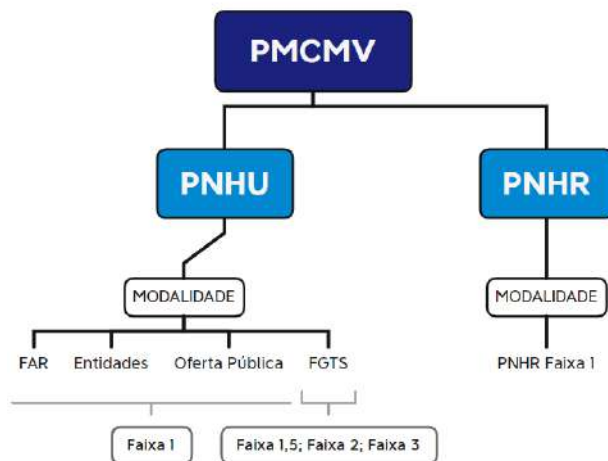 PMCMV
PNHU
PNHR
MODALIDADE
MODALIDADE
FAR
Entidades
Oferta Pública
FGTS
PNHR Faixa 1
Faixa 1
Faixa 1,5; Faixa 2; Faixa 3